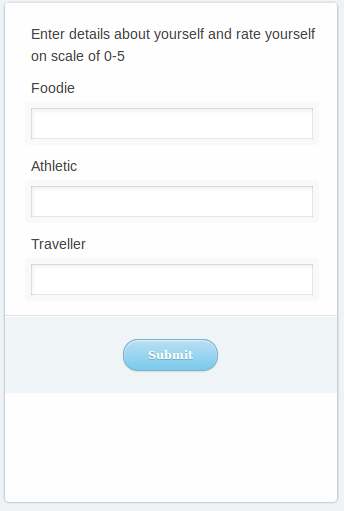 Enter details about yourself and rate yourself
on scale of 0-5
Foodie
Athletic
Traveller
Submit